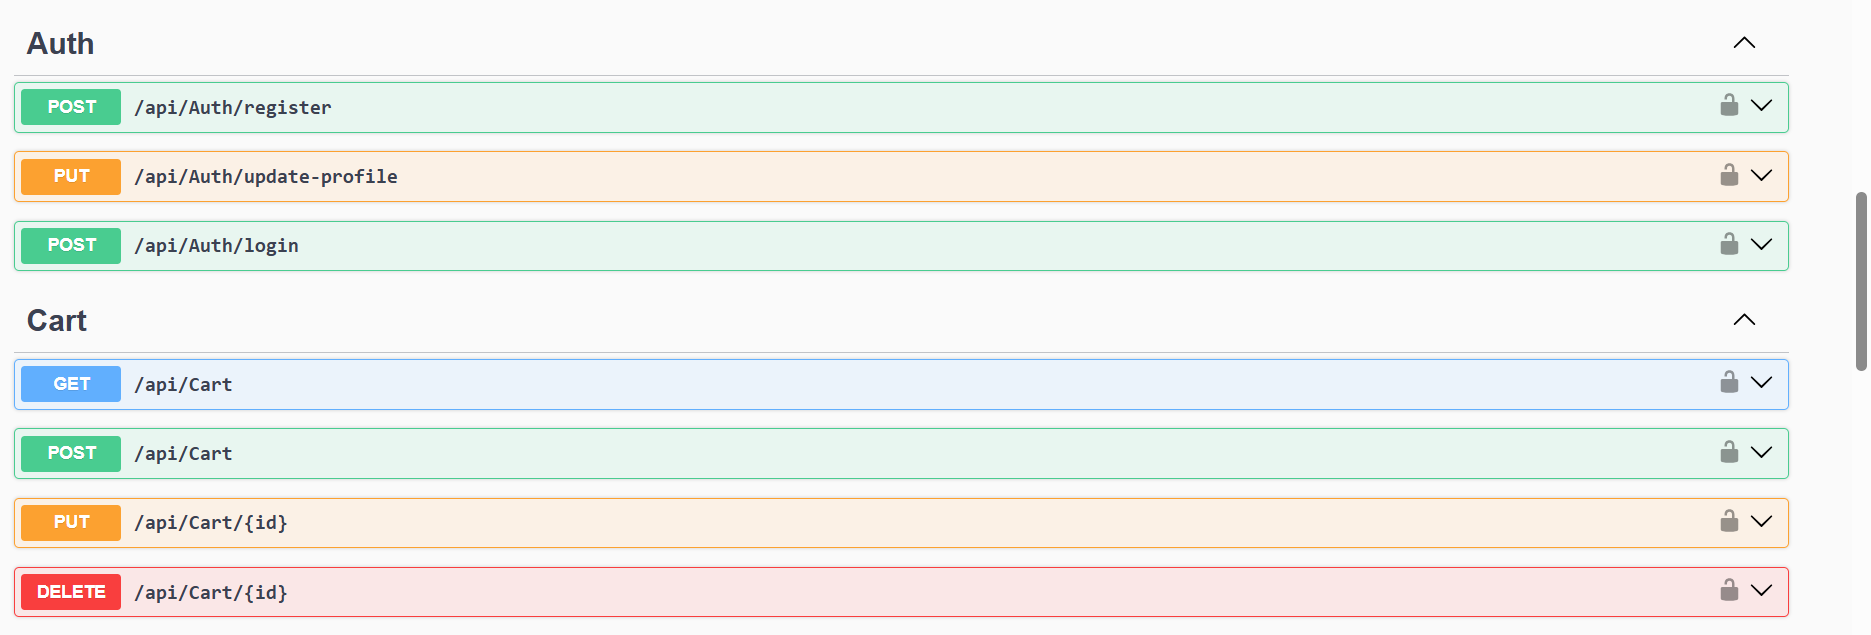 Auth
POST /api/Auth/register
PUT /api/Auth/update-profile
POST /api/Auth/login
Cart
GET /api/Cart
POST /api/Cart
PUT /api/Cart/{id}
DELETE /api/Cart/{id}